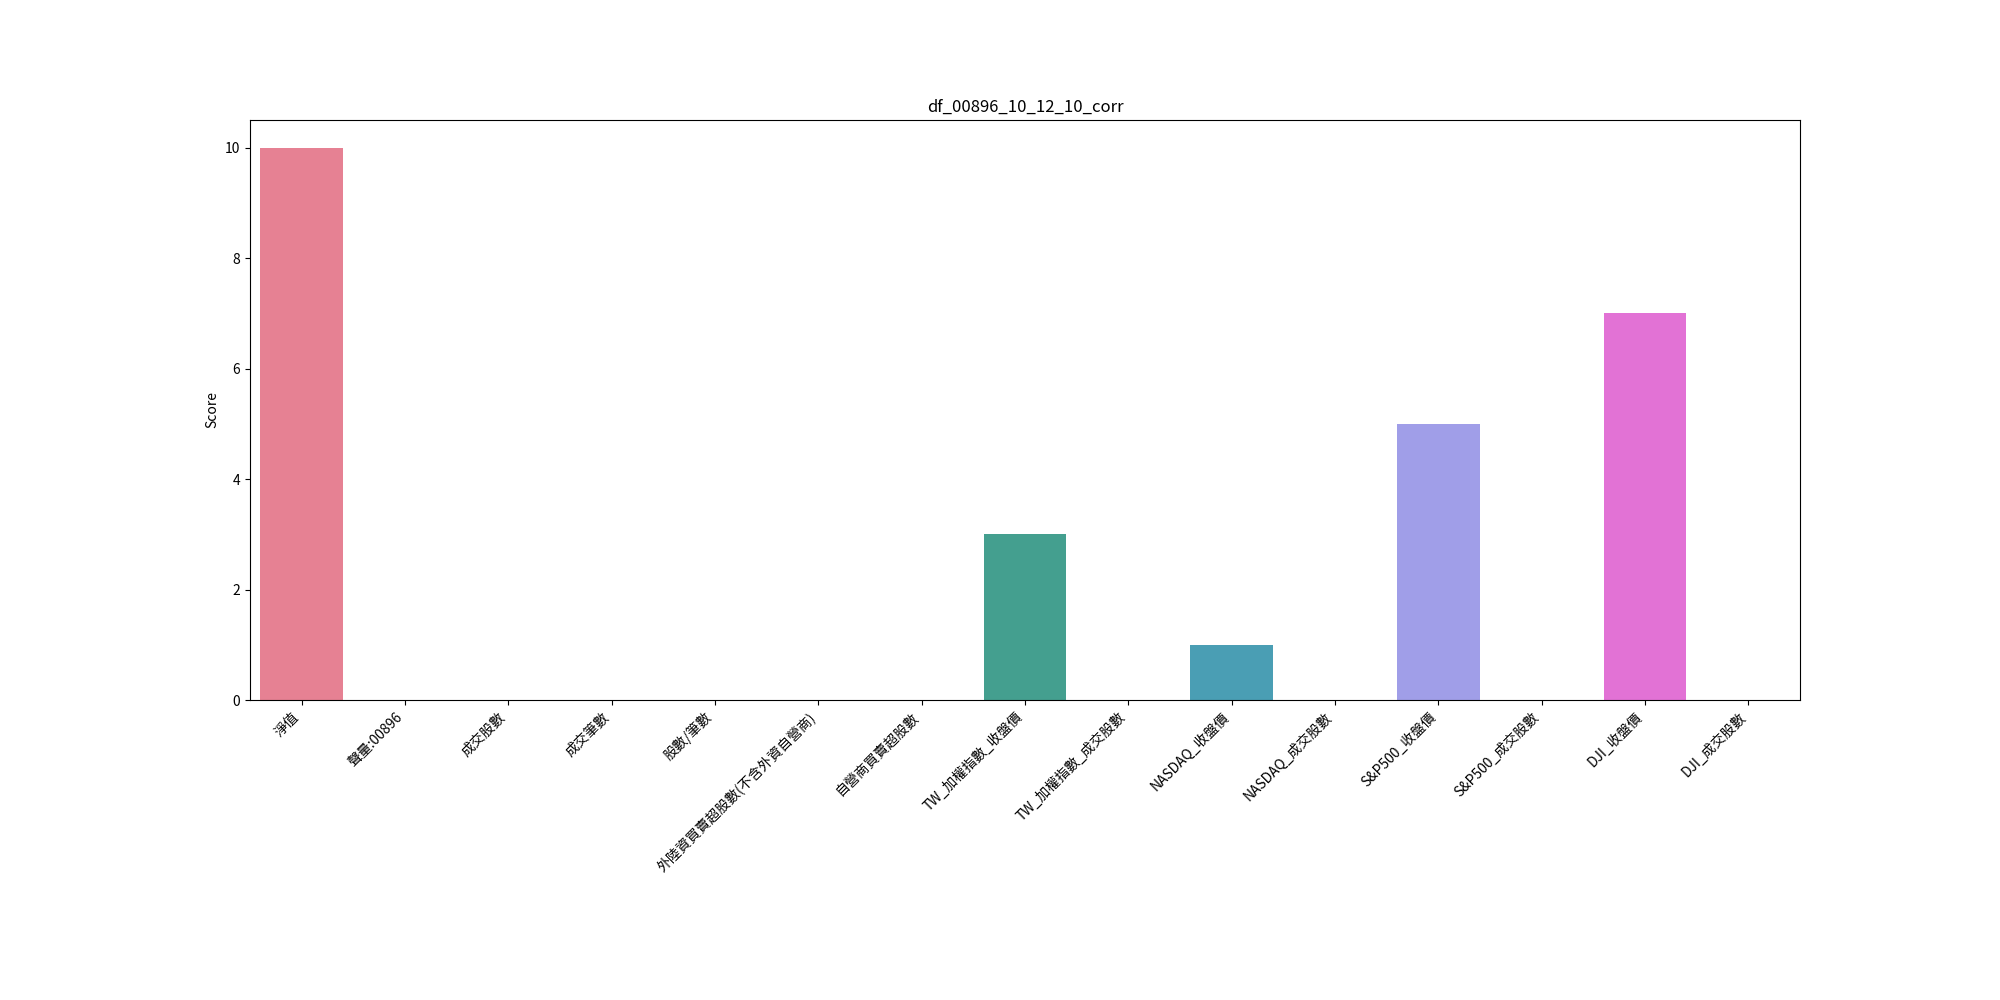 df_00896_10_12_10_corr
Score
10
8
6
4
2
0
淨值
聲量:00896
成交股數
成交筆數
股數/筆數
外陸資買賣超股數(不含外資自營商)
自營商買賣超股數
TW_加權指數_收盤價
TW_加權指數_成交股數
NASDAQ_收盤價
NASDAQ_成交股數
S&P500_收盤價
S&P500_成交股數
DJI_收盤價
DJI_成交股數